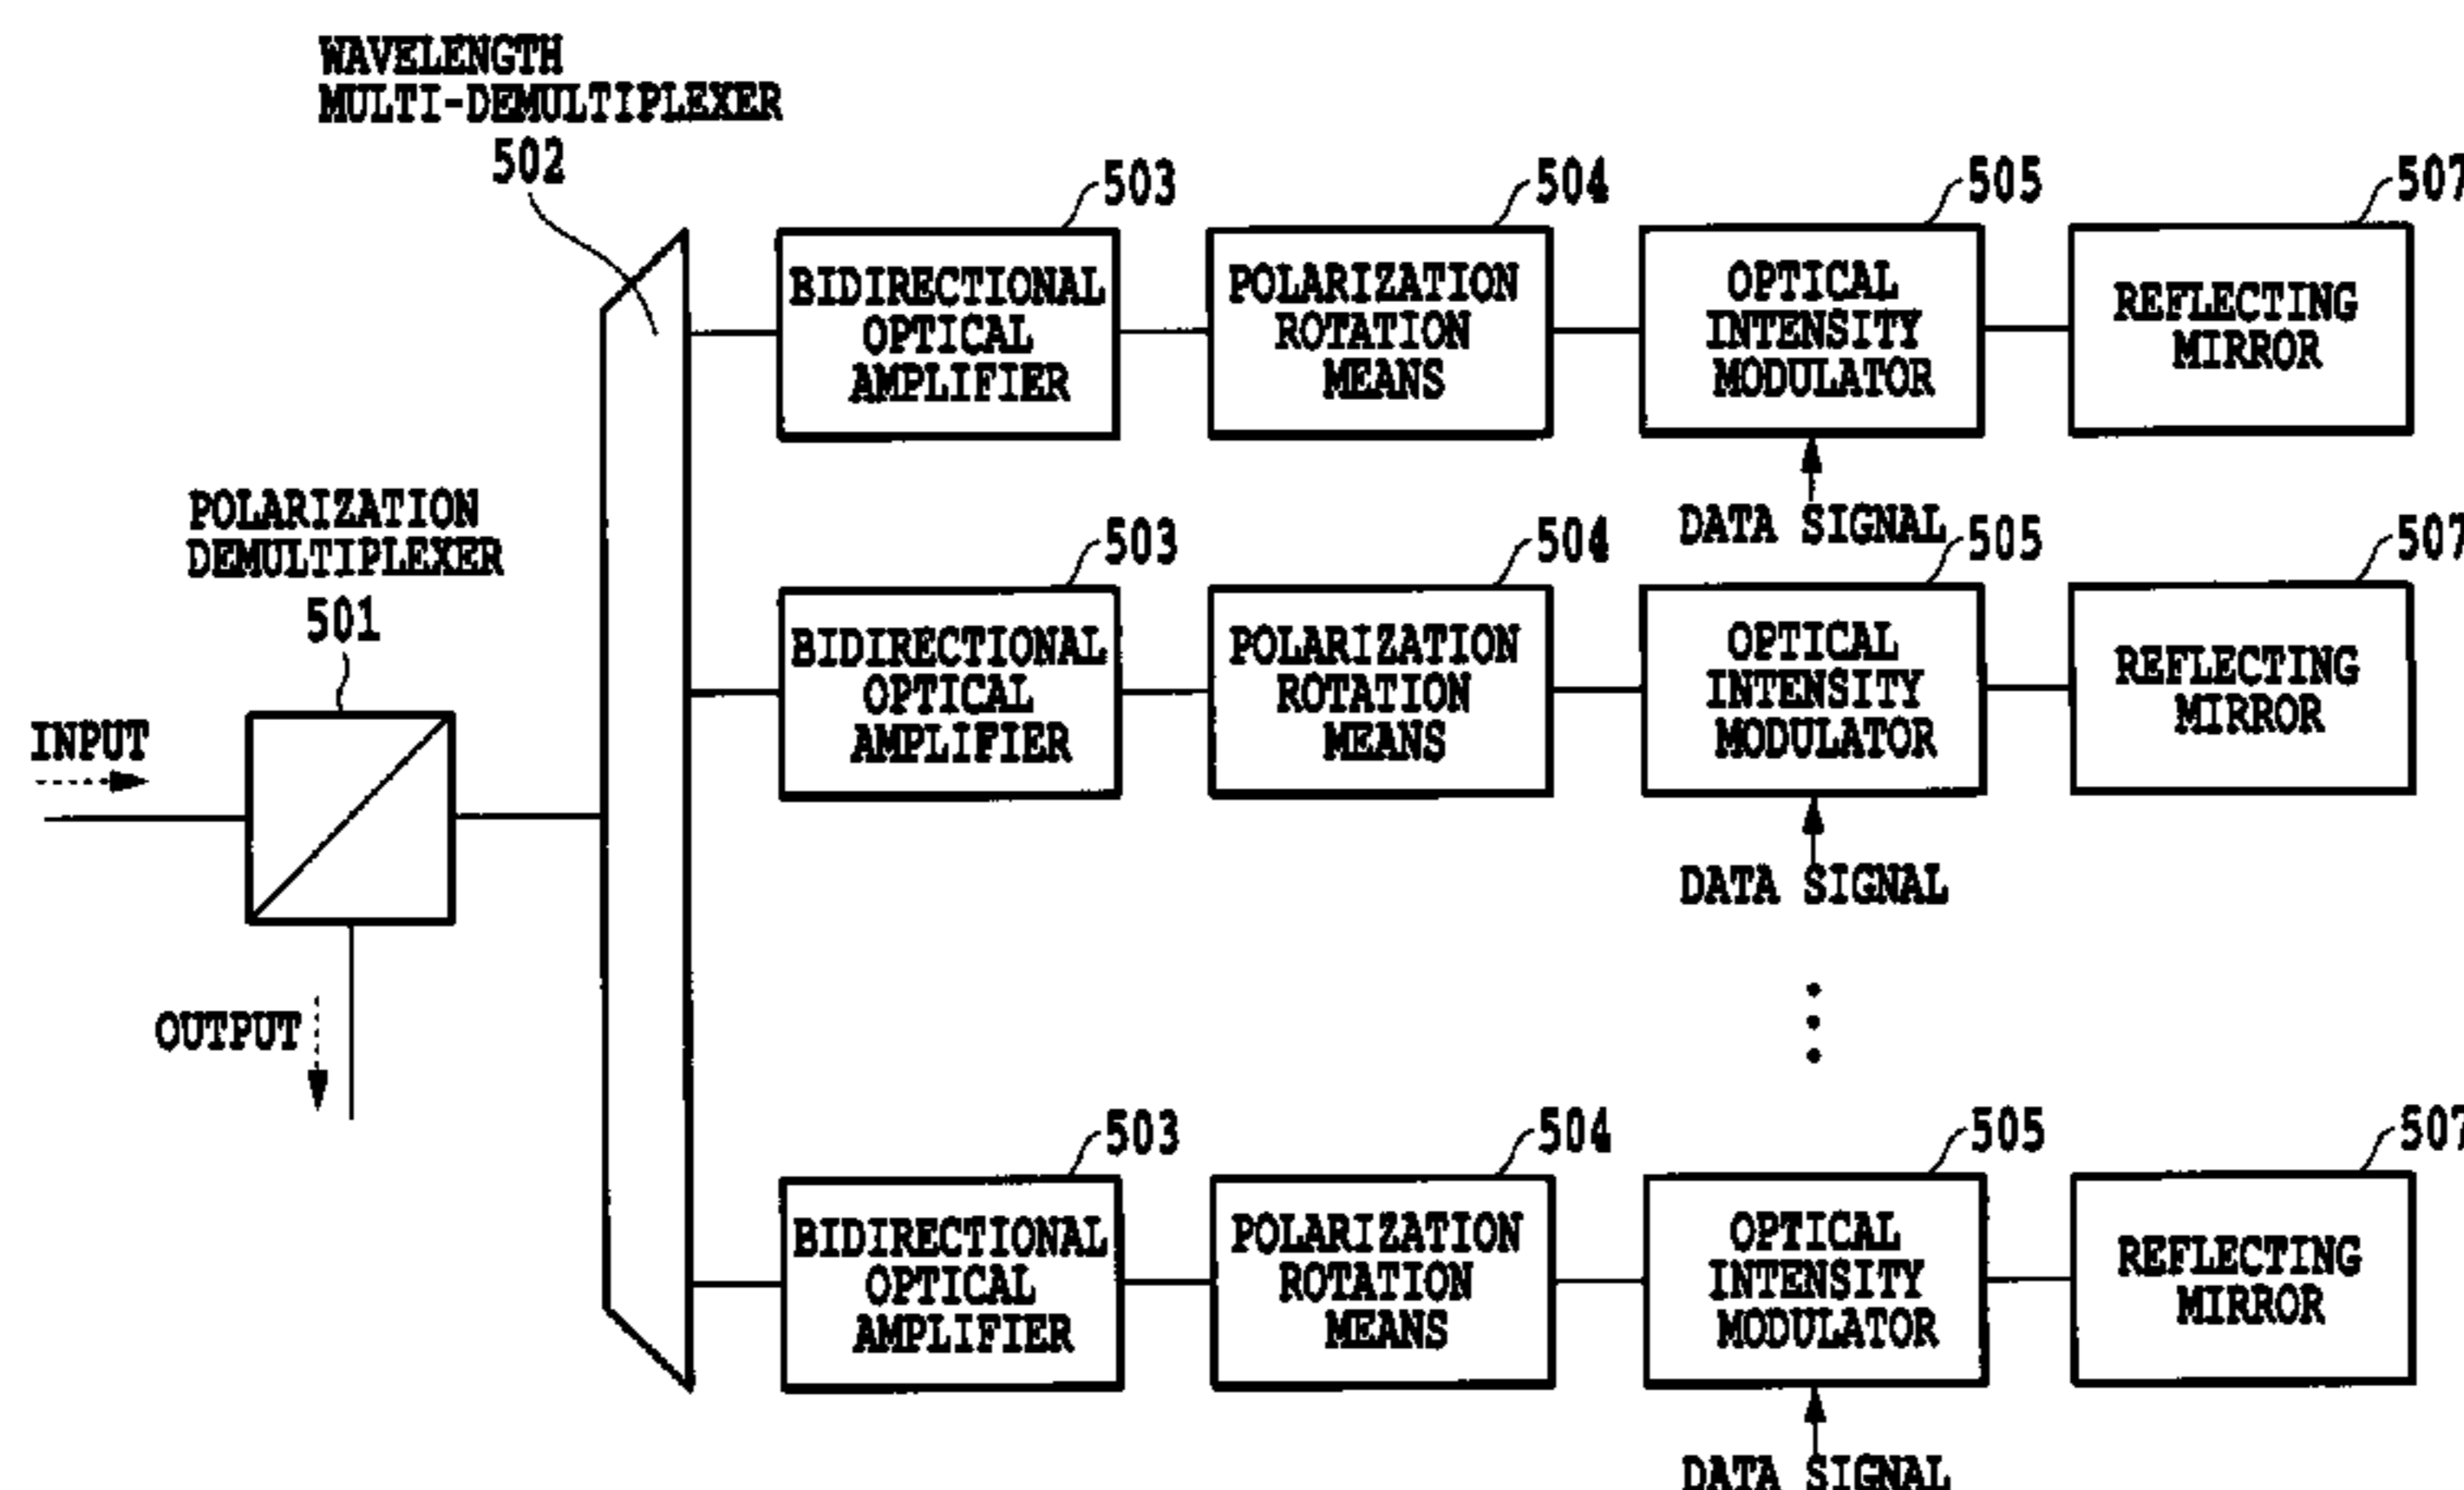 WAVELENGTH
MULTI-DEMULTIPLEXER
502
503
504
505
507
BIDIRECTIONAL
OPTICAL
AMPLIFIER
POLARIZATION
ROTATION
MEANS
OPTICAL
INTENSITY
MODULATOR
REFLECTING
MIRROR
DATA SIGNAL
POLARIZATION
DEMULTIPLEXER
501
INPUT
OUTPUT
503
504
505
507
BIDIRECTIONAL
OPTICAL
AMPLIFIER
POLARIZATION
ROTATION
MEANS
OPTICAL
INTENSITY
MODULATOR
REFLECTING
MIRROR
DATA SIGNAL
503
504
505
507
BIDIRECTIONAL
OPTICAL
AMPLIFIER
POLARIZATION
ROTATION
MEANS
OPTICAL
INTENSITY
MODULATOR
REFLECTING
MIRROR
DATA SIGNAL